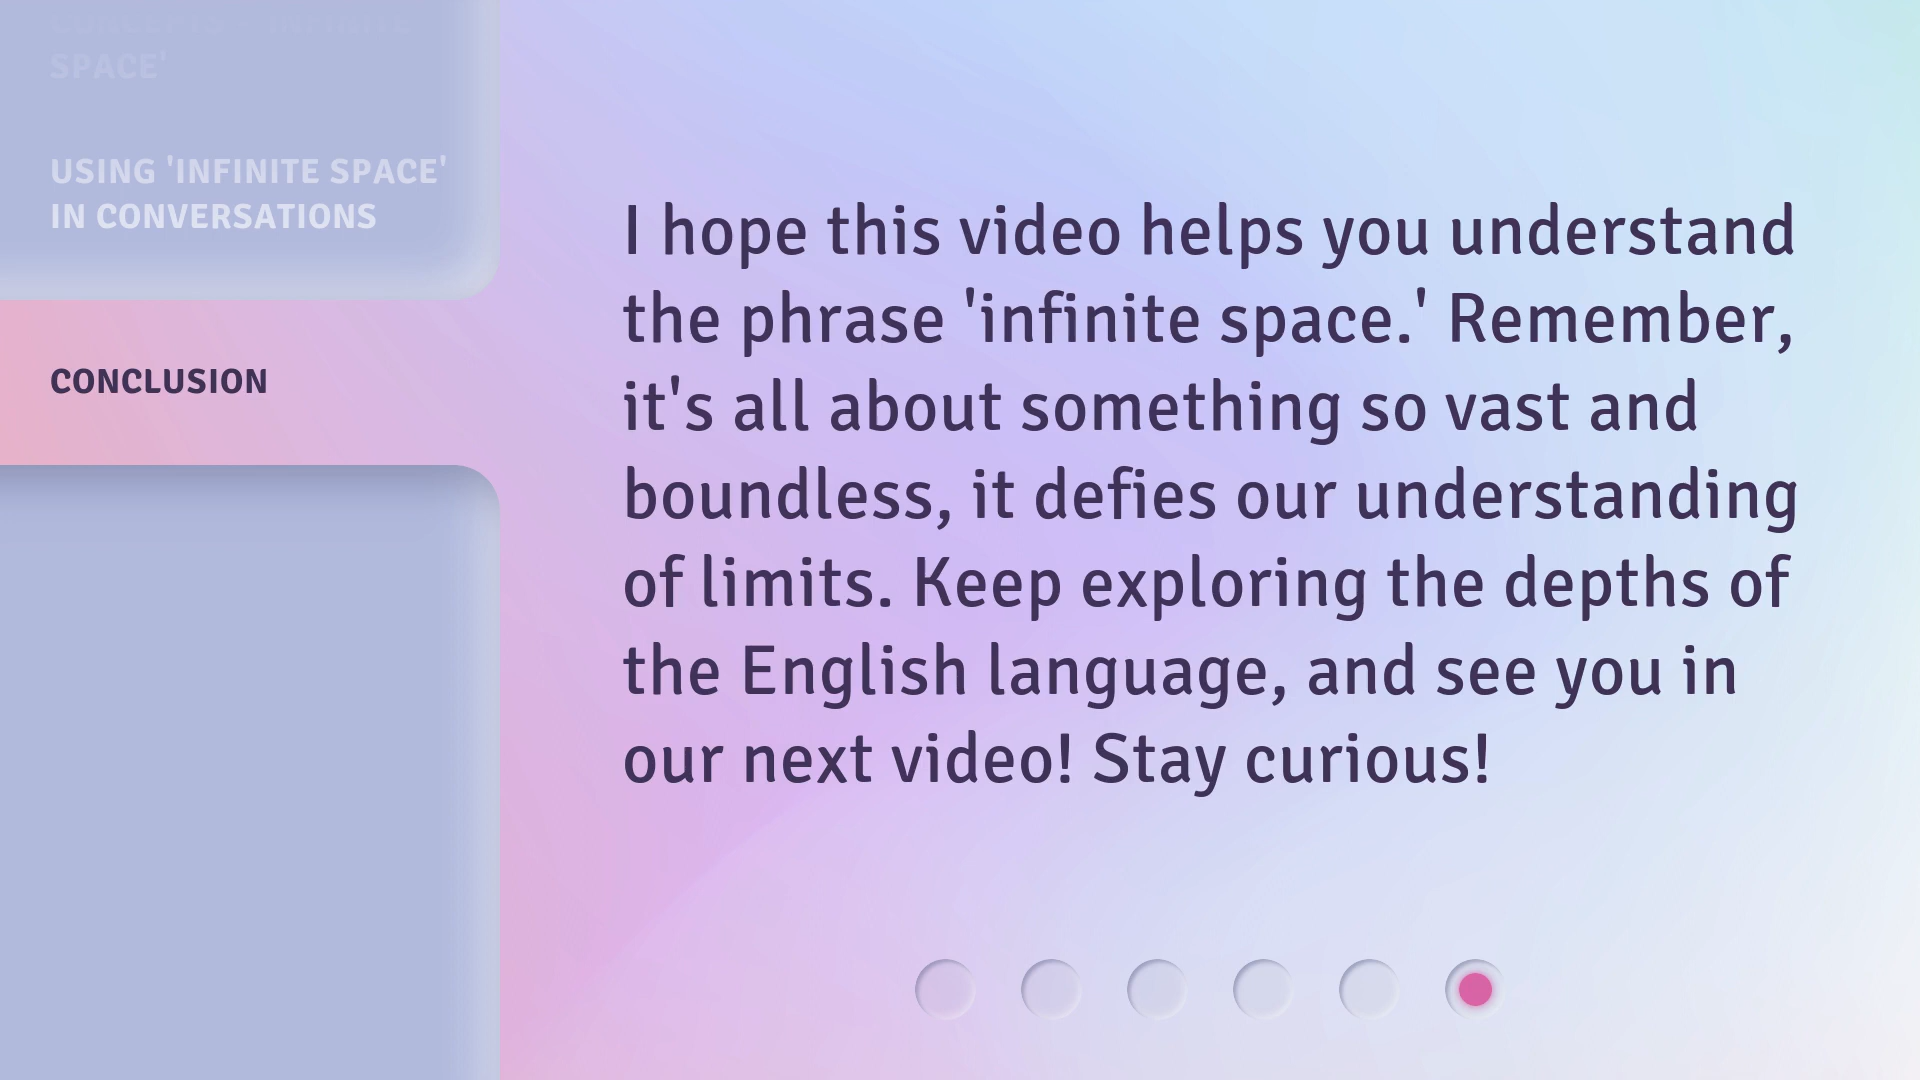 SPACE'
USING 'INFINITE SPACE'
IN CONVERSATIONS
CONCLUSION
I hope this video helps you understand
the phrase 'infinite space.' Remember,
it's all about something so vast and
boundless, it defies our understanding
of limits. Keep exploring the depths of
the English language, and see you in
our next video! Stay curious!